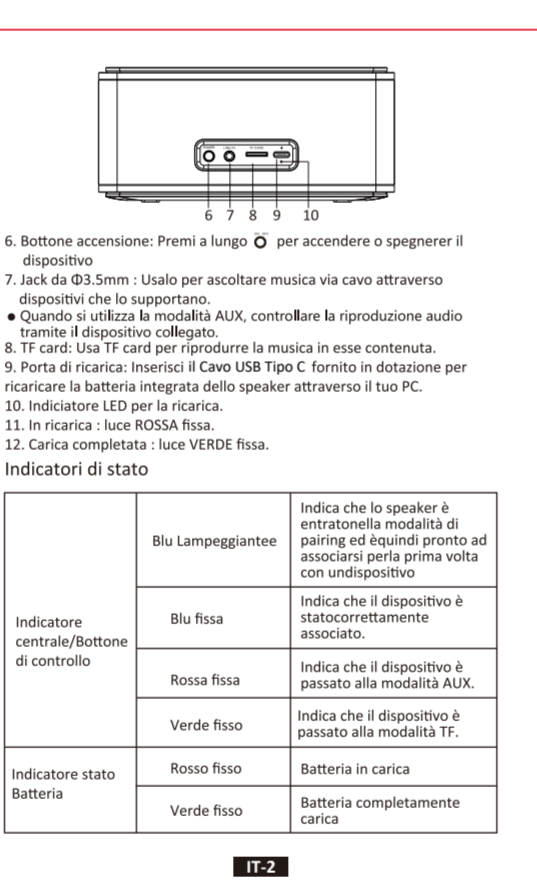 POWER LINE IN TF CARD
6 7 8 9 10
6. Bottone accensione: Premi a lungo per accendere o spegnerer il
dispositivo
7. Jack da Φ3.5mm : Usalo per ascoltare musica via cavo attraverso
dispositivi che lo supportano.
● Quando si utilizza la modalità AUX, controllare la riproduzione audio
tramite il dispositivo collegato.
8. TF card: Usa TF card per riprodurre la musica in esse contenuta.
9. Porta di ricarica: Inserisci il Cavo USB Tipo C fornito in dotazione per
ricaricare la batteria integrata dello speaker attraverso il tuo PC.
10. Indiciatore LED per la ricarica.
11. In ricarica : luce ROSSA fissa.
12. Carica completata : luce VERDE fissa.
Indicatori di stato
Indicatore
centrale/Bottone
di controllo
Blu Lampeggiantee
Indica che lo speaker è
entratonella modalità di
pairing ed èquindi pronto ad
associarsi perla prima volta
con undispositivo
Blu fissa
Indica che il dispositivo è
statocorrettamente
associato.
Rossa fissa
Indica che il dispositivo è
passato alla modalità AUX.
Verde fisso
Indica che il dispositivo è
passato alla modalità TF.
Indicatore stato
Batteria
Rosso fisso
Batteria in carica
Verde fisso
Batteria completamente
carica
IT-2